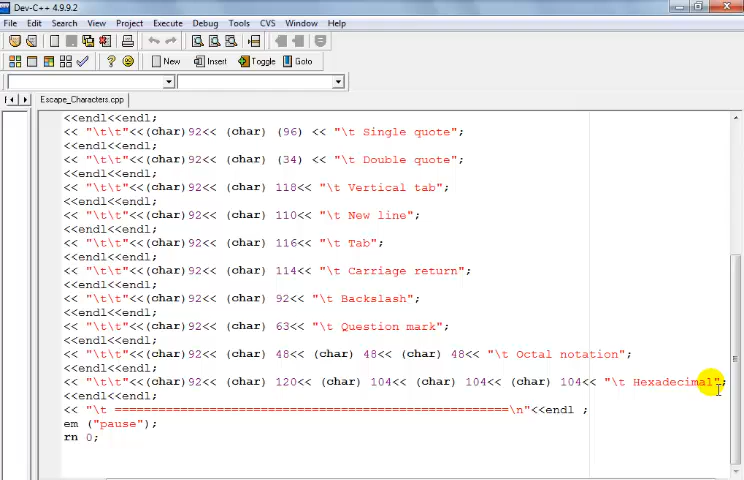 Dev-C++ 4.9.9.2
File Edit Search View Project Execute Debug Tools CVS Window Help
New Insert Toggle Goto
Escape_Characters.cpp
<<endl<<endl;
<< "\t\t"<<(char)92<< (char) (96) << "\t Single quote";
<<endl<<endl;
<< "\t\t"<<(char)92<< (char) (34) << "\t Double quote";
<<endl<<endl;
<< "\t\t"<<(char)92<< (char) 118<< "\t Vertical tab";
<<endl<<endl;
<< "\t\t"<<(char)92<< (char) 110<< "\t New line";
<<endl<<endl;
<< "\t\t"<<(char)92<< (char) 116<< "\t Tab";
<<endl<<endl;
<< "\t\t"<<(char)92<< (char) 114<< "\t Carriage return";
<<endl<<endl;
<< "\t\t"<<(char)92<< (char) 92<< "\t Backslash";
<<endl<<endl;
<< "\t\t"<<(char)92<< (char) 63<< "\t Question mark";
<<endl<<endl;
<< "\t\t"<<(char)92<< (char) 48<< (char) 48<< (char) 48<< "\t Octal notation";
<<endl<<endl;
<< "\t\t"<<(char)92<< (char) 120<< (char) 104<< (char) 104<< (char) 104<< "\t Hexadecimal";
<<endl<<endl;
<< "\t ======================================================\n"<<endl ;
em ("pause");
rn 0;